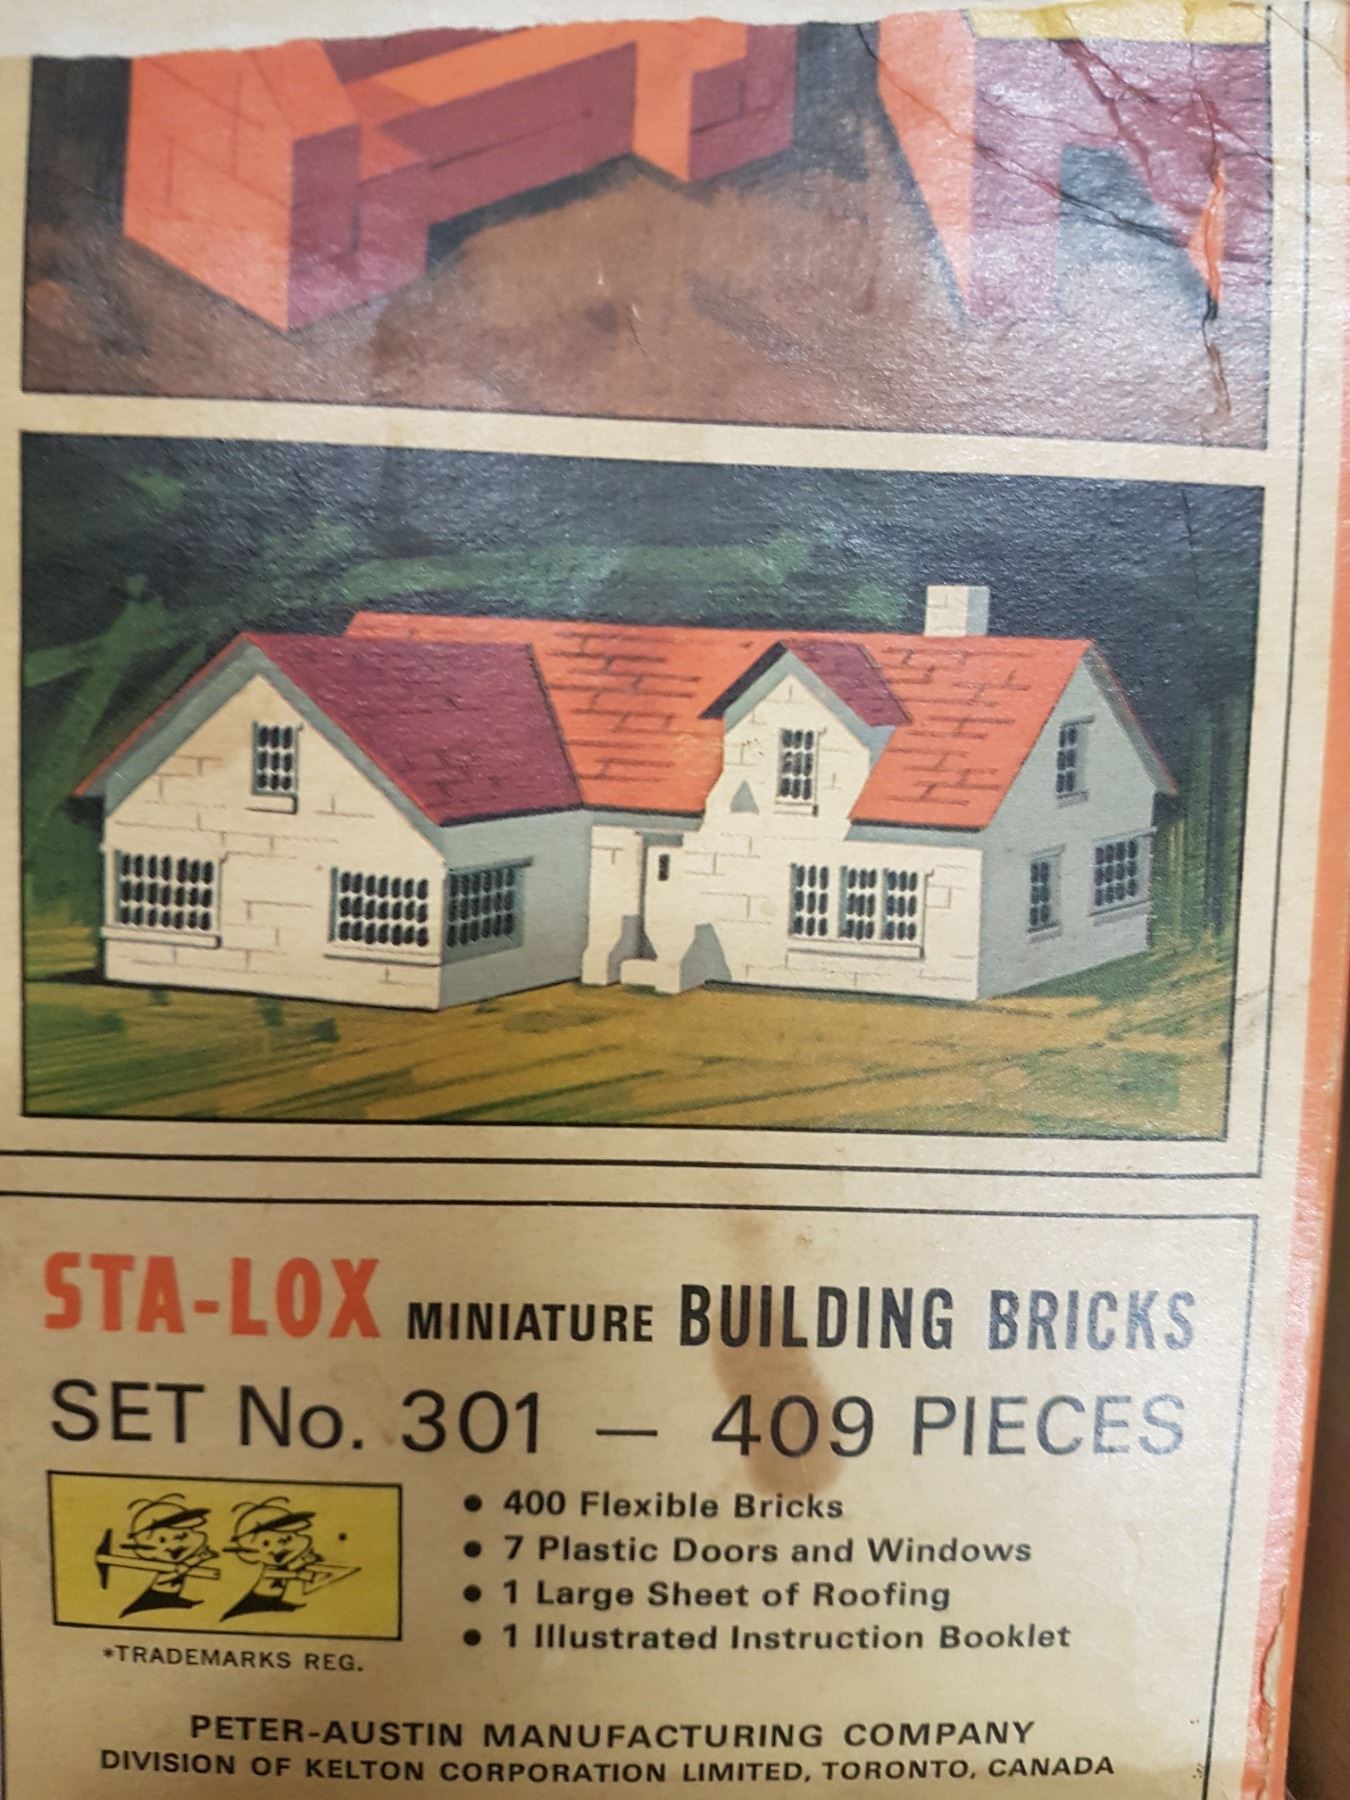 STA-LOX MINIATURE BUILDING BRICKS
SET No. 301 — 409 PIECES
• 400 Flexible Bricks
• 7 Plastic Doors and Windows
• 1 Large Sheet of Roofing
• 1 Illustrated Instruction Booklet
*TRADEMARKS REG.
PETER-AUSTIN MANUFACTURING COMPANY
DIVISION OF KELTON CORPORATION LIMITED, TORONTO, CANADA